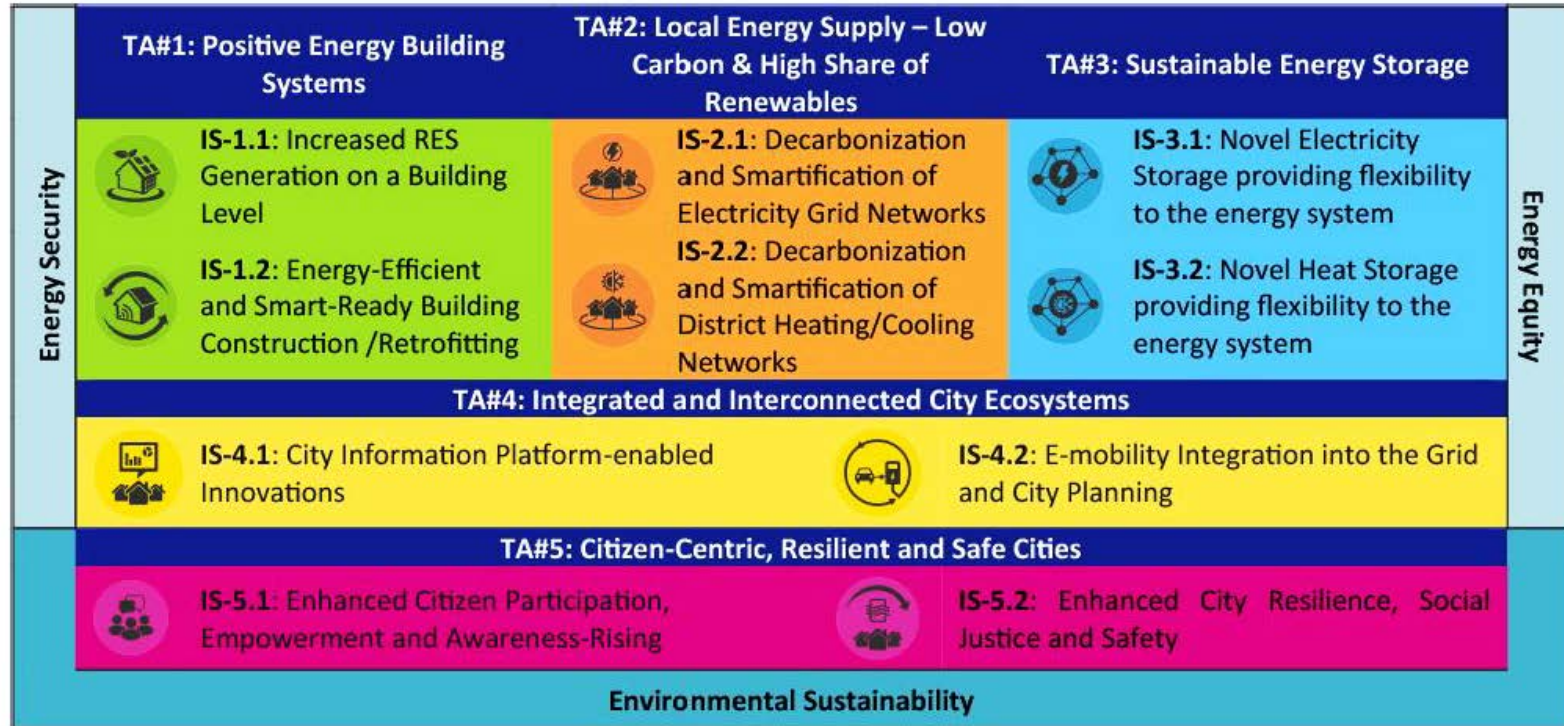 Energy Security
TA#1: Positive Energy Building
Systems
TA#2: Local Energy Supply – Low
Carbon & High Share of
Renewables
TA#3: Sustainable Energy Storage
IS-1.1: Increased RES
Generation on a Building
Level
IS-1.2: Energy-Efficient
and Smart-Ready Building
Construction /Retrofitting
IS-2.1: Decarbonization
and Smartification of
Electricity Grid Networks
IS-2.2: Decarbonization
and Smartification of
District Heating/Cooling
Networks
IS-3.1: Novel Electricity
Storage providing flexibility
to the energy system
IS-3.2: Novel Heat Storage
providing flexibility to the
energy system
Energy Equity
TA#4: Integrated and Interconnected City Ecosystems
IS-4.1: City Information Platform-enabled
Innovations
IS-4.2: E-mobility Integration into the Grid
and City Planning
TA#5: Citizen-Centric, Resilient and Safe Cities
IS-5.1: Enhanced Citizen Participation,
Empowerment and Awareness-Rising
IS-5.2: Enhanced City Resilience, Social
Justice and Safety
Environmental Sustainability